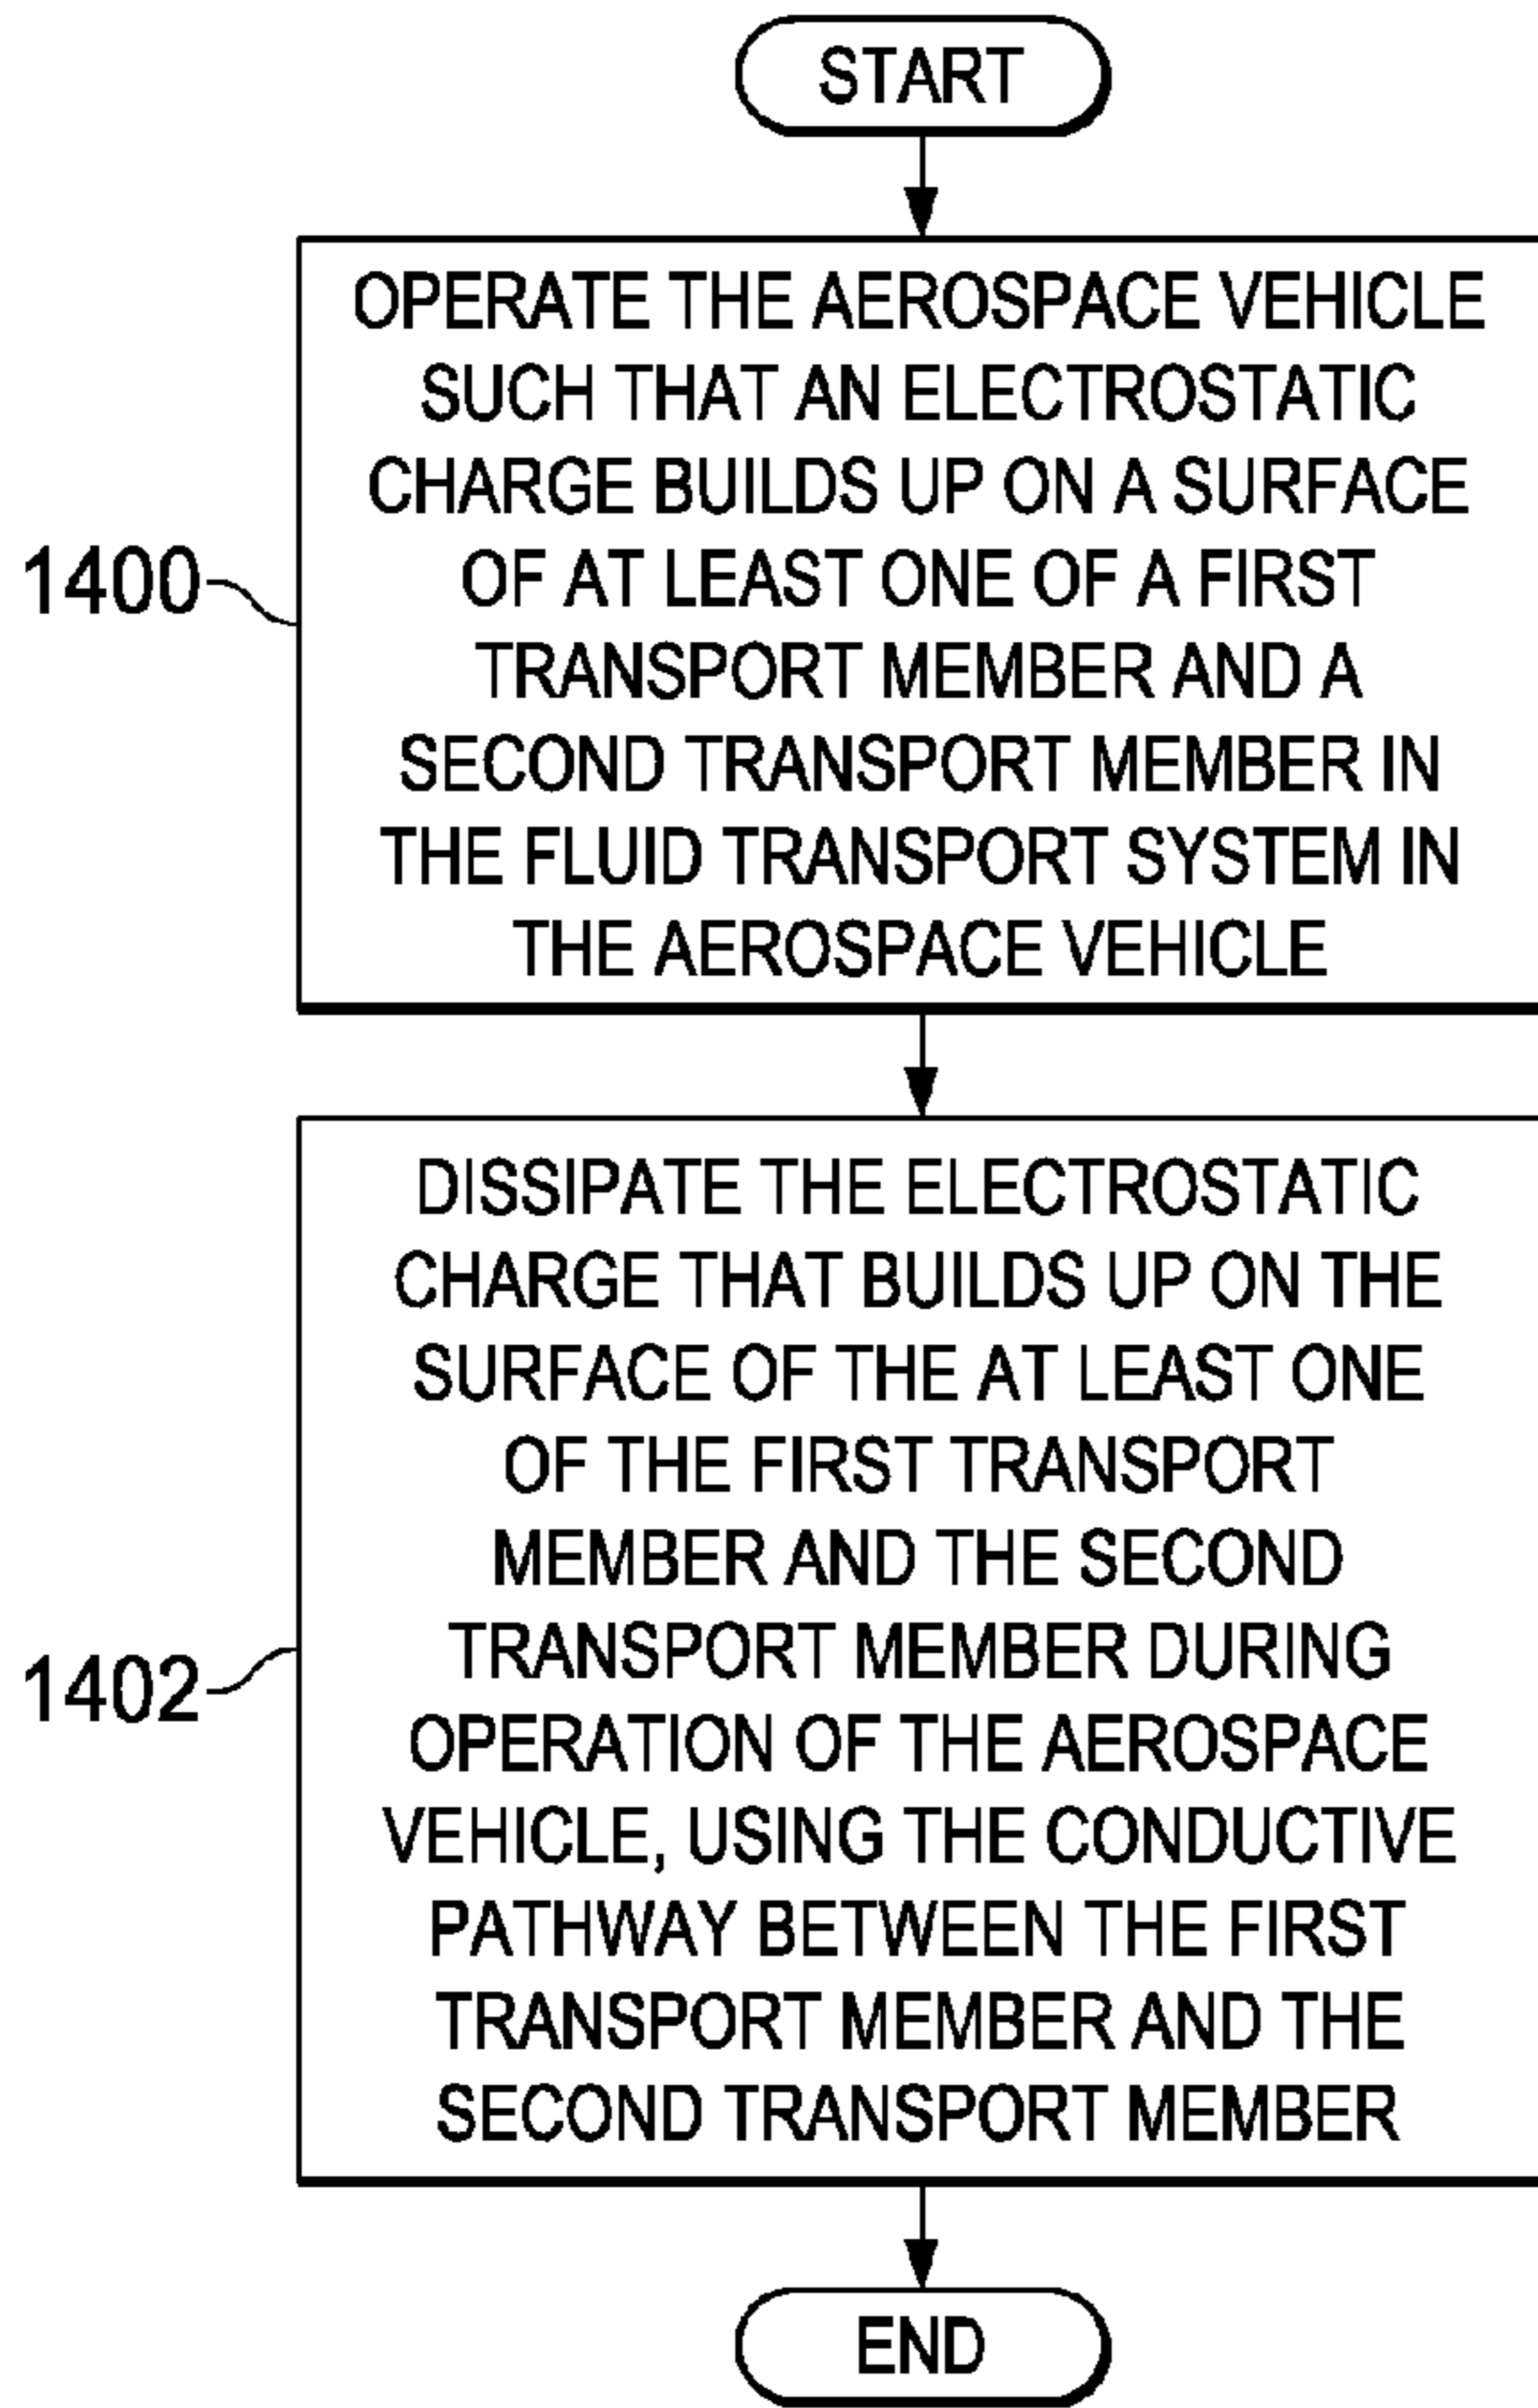 START
OPERATE THE AEROSPACE VEHICLE
SUCH THAT AN ELECTROSTATIC
CHARGE BUILDS UP ON A SURFACE
OF AT LEAST ONE OF A FIRST
TRANSPORT MEMBER AND A
SECOND TRANSPORT MEMBER IN
THE FLUID TRANSPORT SYSTEM IN
THE AEROSPACE VEHICLE
1400
DISSIPATE THE ELECTROSTATIC
CHARGE THAT BUILDS UP ON THE
SURFACE OF THE AT LEAST ONE
OF THE FIRST TRANSPORT
MEMBER AND THE SECOND
TRANSPORT MEMBER DURING
OPERATION OF THE AEROSPACE
VEHICLE, USING THE CONDUCTIVE
PATHWAY BETWEEN THE FIRST
TRANSPORT MEMBER AND THE
SECOND TRANSPORT MEMBER
1402
END